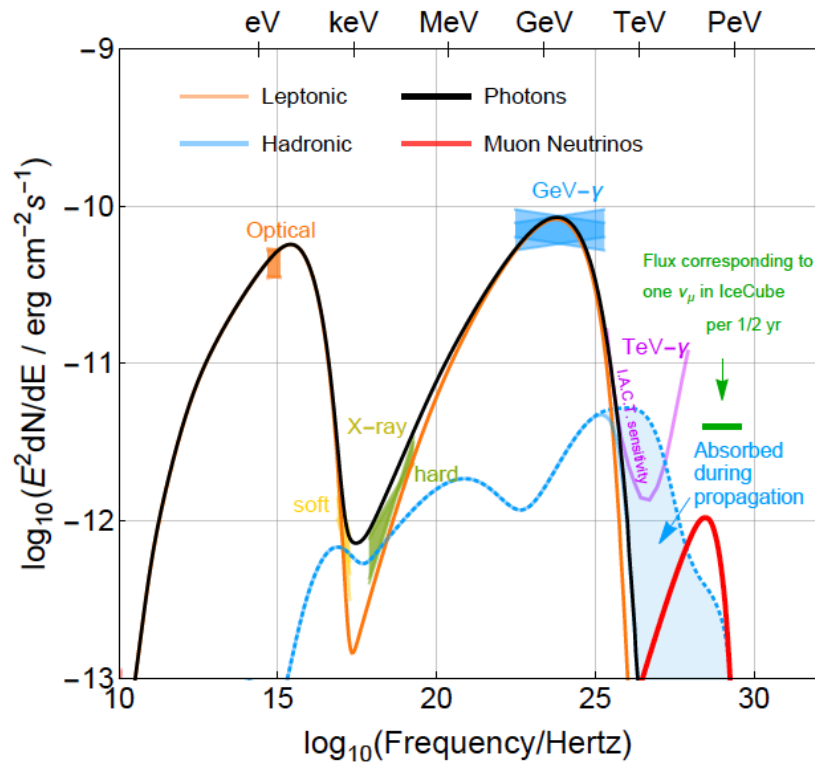 eV keV MeV GeV TeV PeV
−9
Leptonic Photons
Hadronic Muon Neutrinos
−10
GeV−γ
Optical
Flux corresponding to
one νμ in IceCube
per 1/2 yr
−11
TeV−γ
I.A.C.T. sensitivity
X−ray
hard
soft
Absorbed
during
propagation
−12
−13
10 15 20 25 30
log10(Frequency/Hertz)
log10(E²dN/dE / erg cm−2s−1)